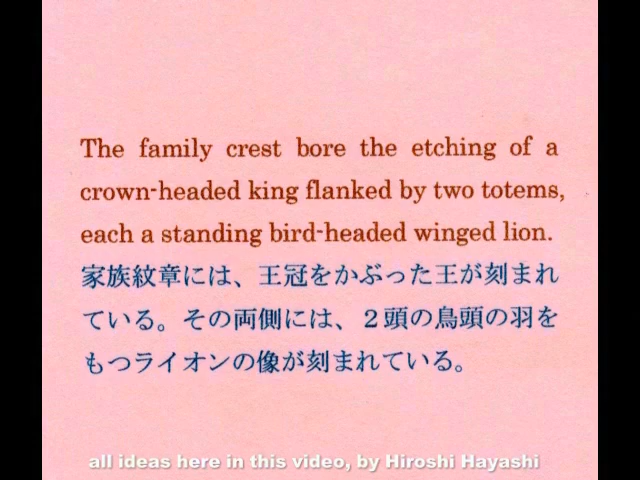 The family crest bore the etching of a
crown-headed king flanked by two totems,
each a standing bird-headed winged lion.
家族紋章には、王冠をかぶった王が刻まれ
ている。その両側には、２頭の鳥頭の羽を
もつライオンの像が刻まれている。
all ideas here in this video, by Hiroshi Hayashi